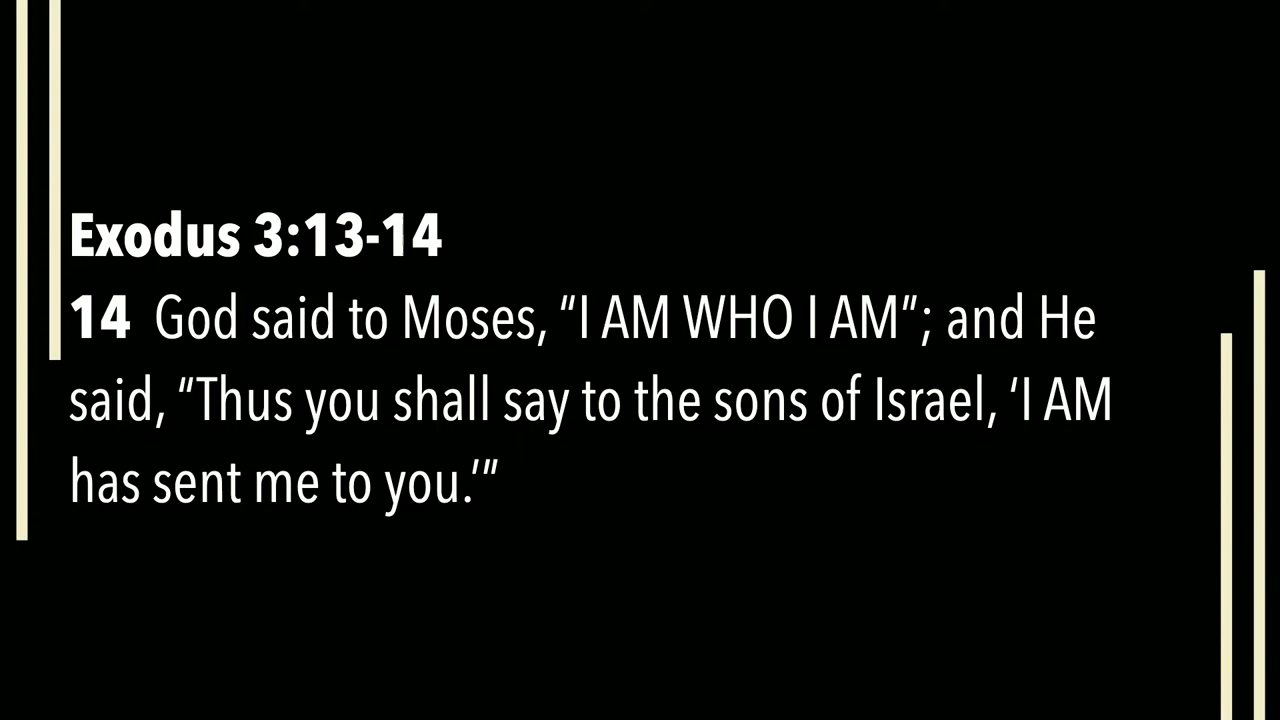 Exodus 3:13-14
14 God said to Moses, “I AM WHO I AM”; and He
said, “Thus you shall say to the sons of Israel, ‘I AM
has sent me to you.’”